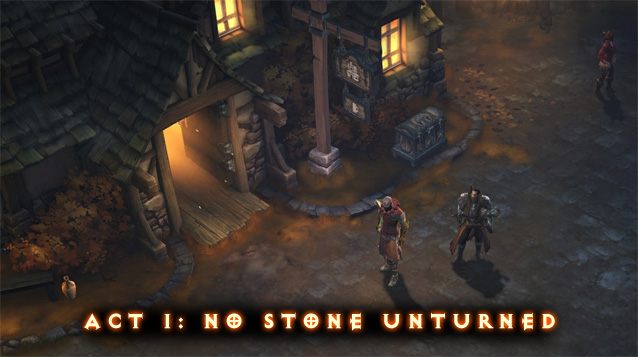 ACT I: NO STONE UNTURNED